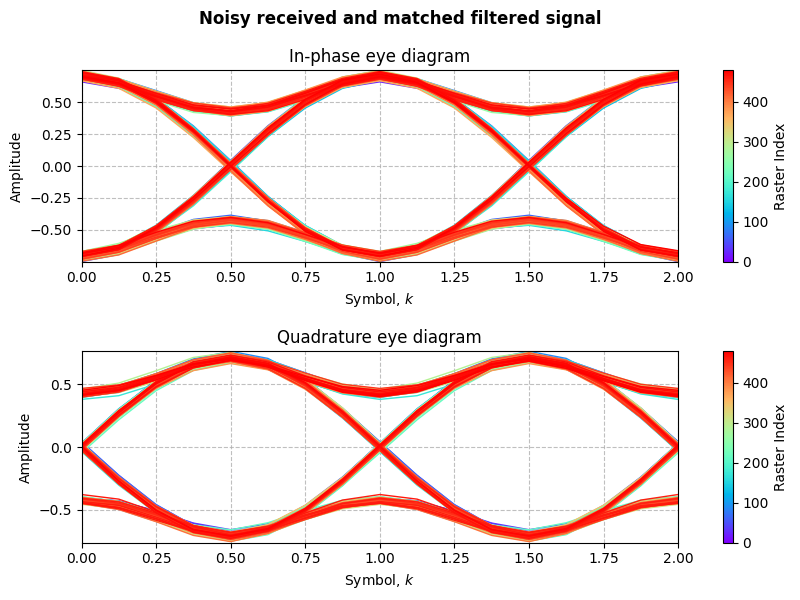 Noisy received and matched filtered signal
In-phase eye diagram
Amplitude
0.50
0.25
0.00
−0.25
−0.50
0.00 0.25 0.50 0.75 1.00 1.25 1.50 1.75 2.00
Symbol, k
400
300
200
100
0
Raster Index
Quadrature eye diagram
Amplitude
0.5
0.0
−0.5
0.00 0.25 0.50 0.75 1.00 1.25 1.50 1.75 2.00
Symbol, k
400
300
200
100
0
Raster Index